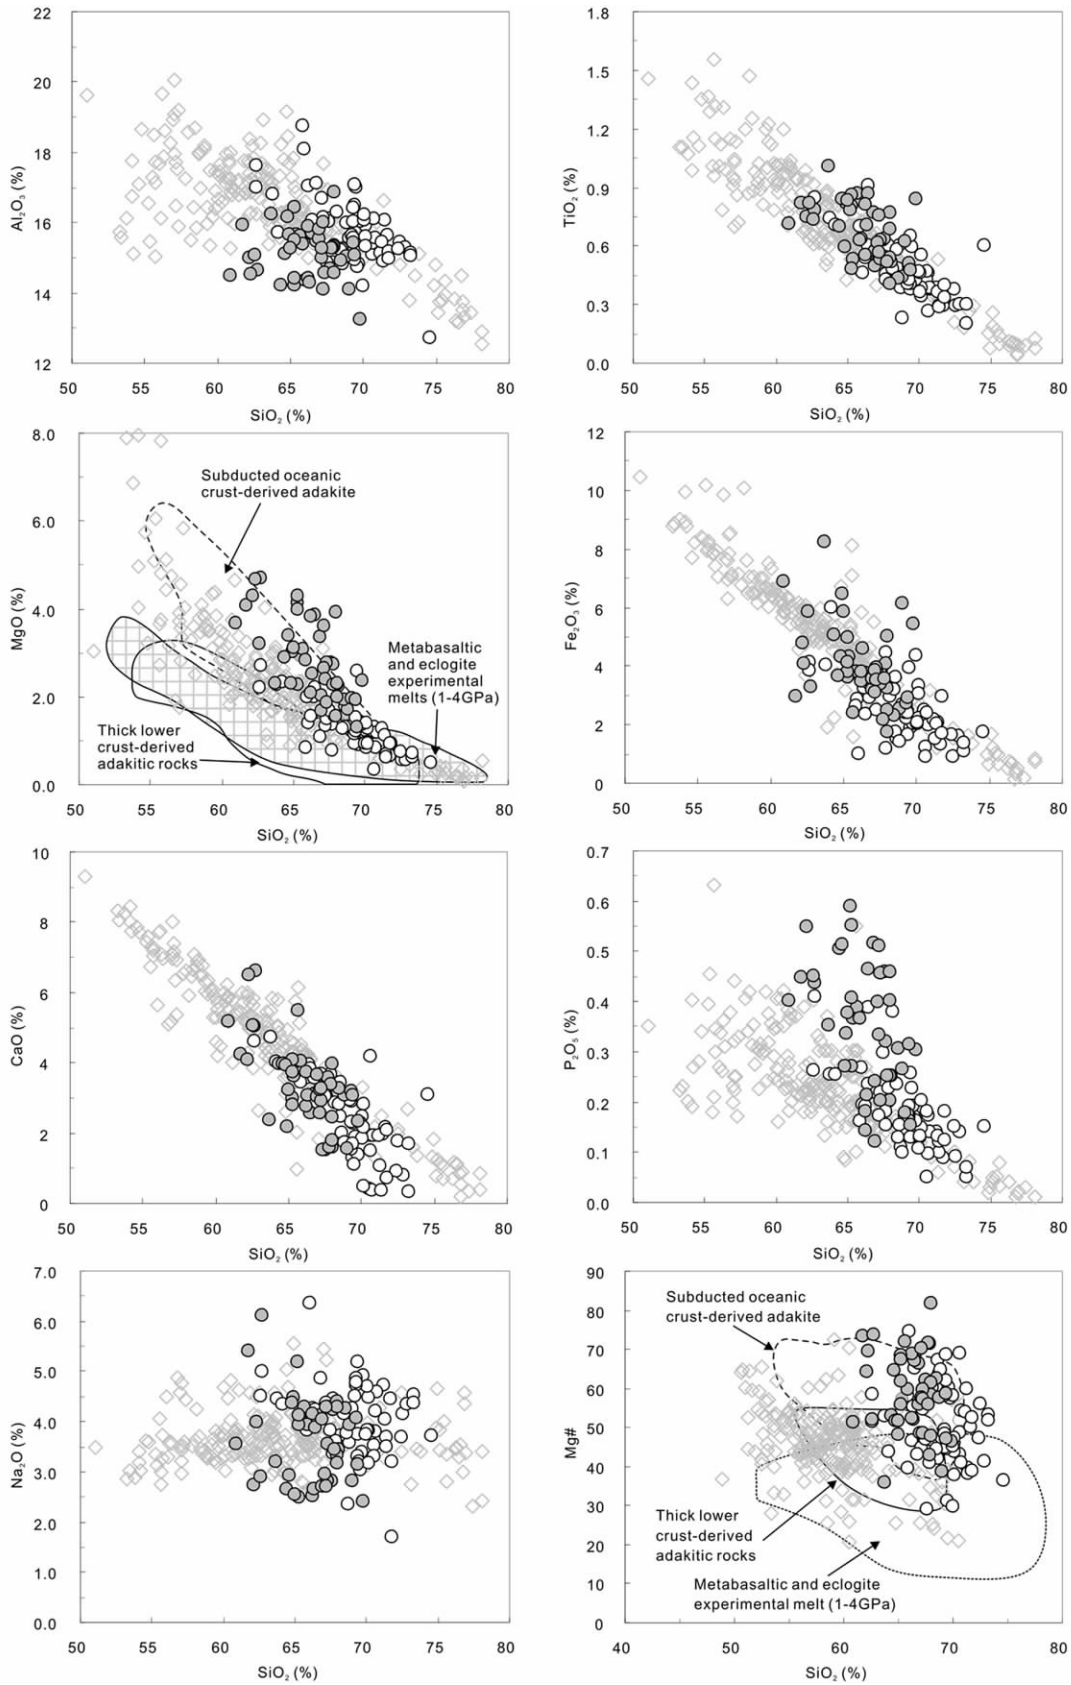 22
20
18
16
14
12
Al₂O₃ (%)
50 55 60 65 70 75 80
SiO₂ (%)
1.8
1.5
1.2
0.9
0.6
0.3
0.0
TiO₂ (%)
50 55 60 65 70 75 80
SiO₂ (%)
8.0
6.0
4.0
2.0
0.0
MgO (%)
Subducted oceanic
crust-derived adakite
Metabasaltic
and eclogite
experimental
melts (1-4GPa)
Thick lower
crust-derived
adakitic rocks
50 55 60 65 70 75 80
SiO₂ (%)
12
10
8
6
4
2
0
Fe₂O₃ (%)
50 55 60 65 70 75 80
SiO₂ (%)
10
8
6
4
2
0
CaO (%)
50 55 60 65 70 75 80
SiO₂ (%)
0.7
0.6
0.5
0.4
0.3
0.2
0.1
0.0
P₂O₅ (%)
50 55 60 65 70 75 80
SiO₂ (%)
7.0
6.0
5.0
4.0
3.0
2.0
1.0
0.0
Na₂O (%)
50 55 60 65 70 75 80
SiO₂ (%)
90
80
70
60
50
40
30
20
10
0
Mg#
Subducted oceanic
crust-derived adakite
Thick lower
crust-derived
adakitic rocks
Metabasaltic and eclogite
experimental melt (1-4GPa)
40 50 60 70 80
SiO₂ (%)